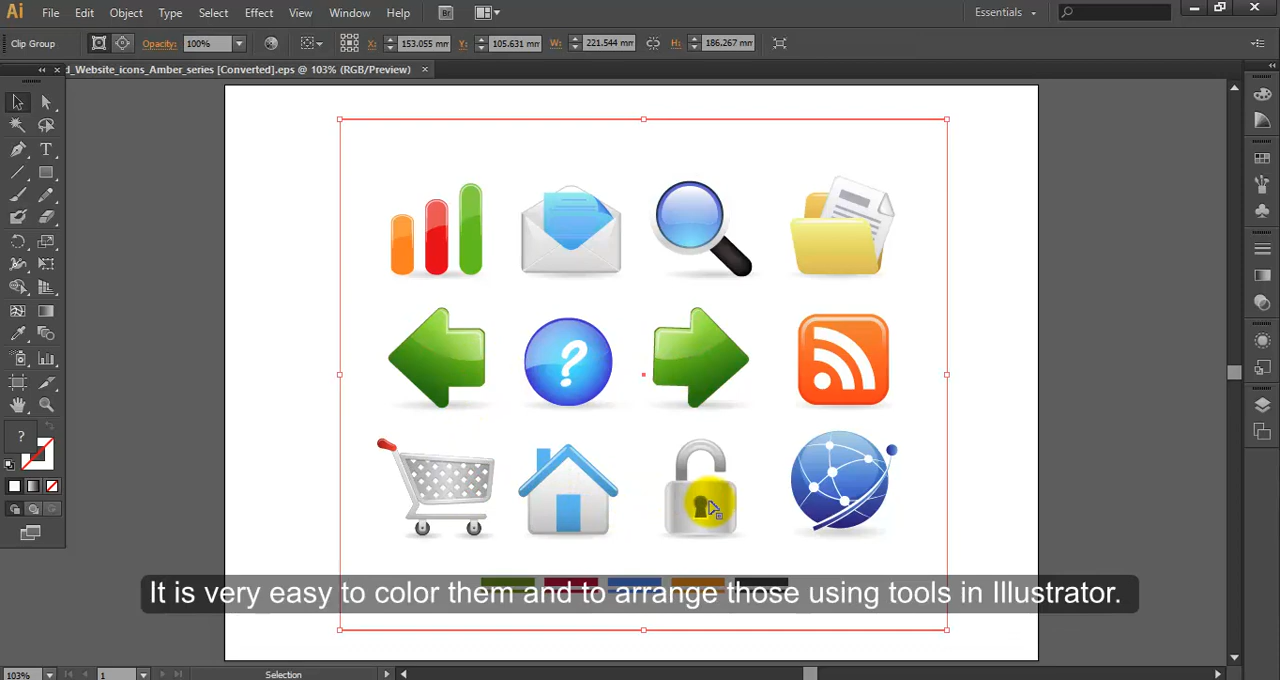 Ai File Edit Object Type Select Effect View Window Help Br Essentials
Clip Group Opacity: 100% X: 153.055 mm Y: 105.631 mm W: 221.544 mm H: 186.267 mm
d_Website_icons_Amber_series [Converted].eps @ 103% (RGB/Preview)
T
?
?
It is very easy to color them and to arrange those using tools in Illustrator.
103% 1 Selection